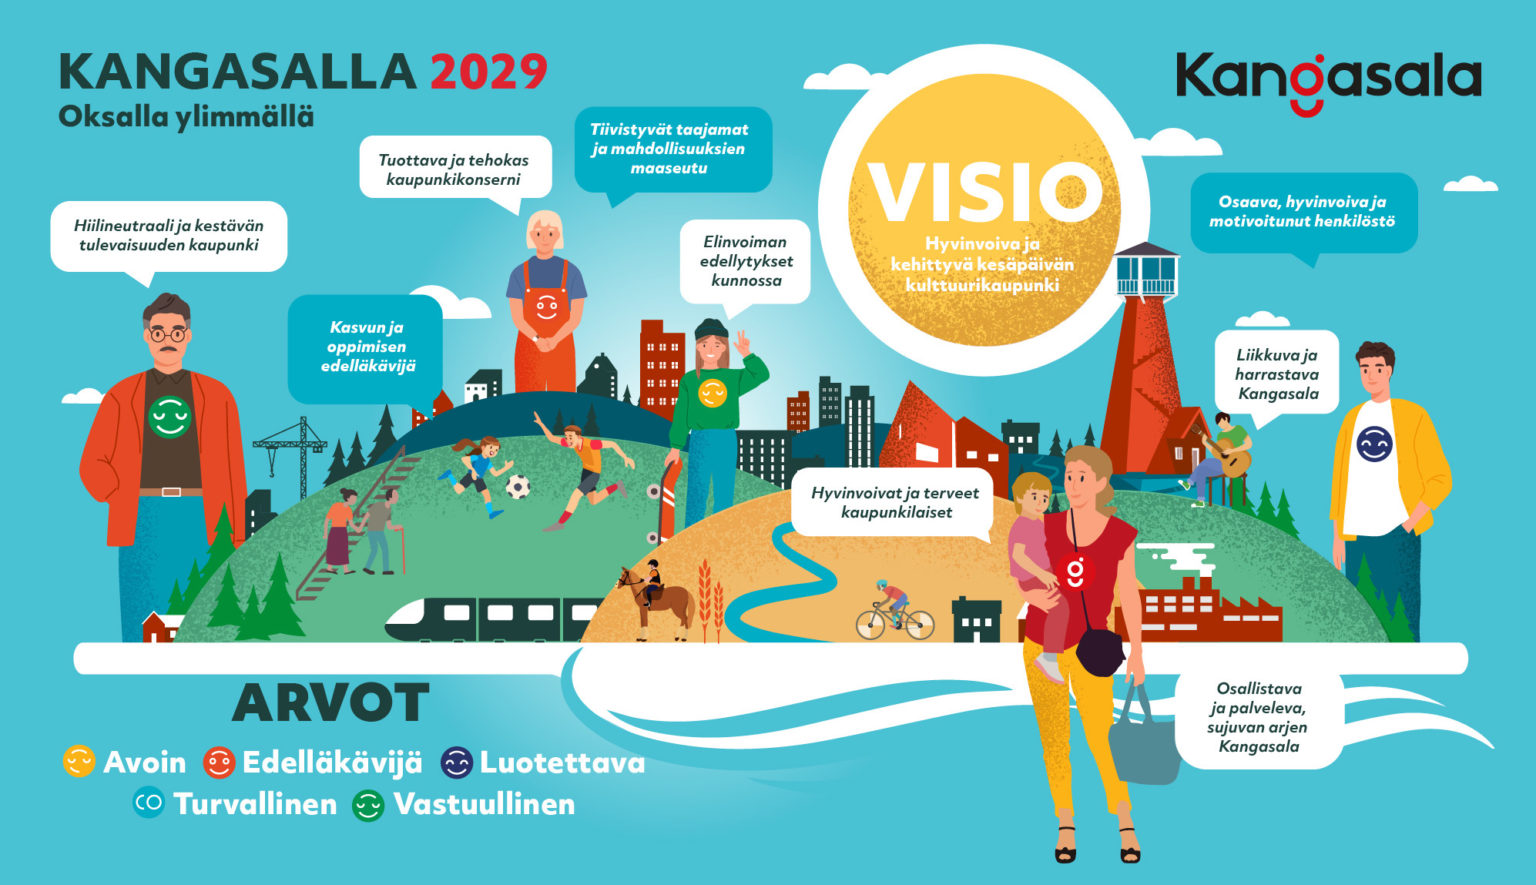 KANGASALLA 2029
Oksalla ylimmällä
Kangasala
Tiivistyvät taajamat
ja mahdollisuuksien
maaseutu
Tuottava ja tehokas
kaupunkikonserni
Hiilineutraali ja kestävän
tulevaisuuden kaupunki
Elinvoiman
edellytykset
kunnossa
Kasvun ja
oppimisen
edelläkävijä
VISIO
Hyvinvoiva ja
kehittyvä kesäpäivän
kulttuurikaupunki
Osaava, hyvinvoiva ja
motivoitunut henkilöstö
Liikkuva ja
harrastava
Kangasala
Hyvinvoivat ja terveet
kaupunkilaiset
Osallistava
ja palveleva,
sujuvan arjen
Kangasala
ARVOT
Avoin Edelläkävijä Luotettava
Turvallinen Vastuullinen